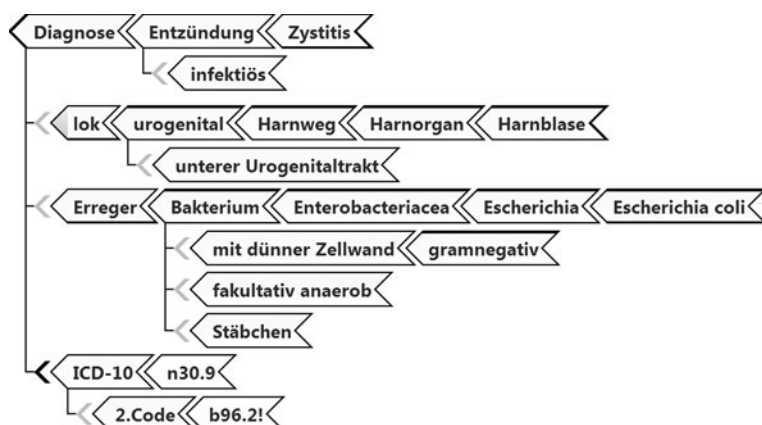 Diagnose Entzündung Zystitis
infektiös
lok urogenital Harnweg Harnorgan Harnblase
unterer Urogenitaltrakt
Erreger Bakterium Enterobacteriacea Escherichia Escherichia coli
mit dünner Zellwand gramnegativ
fakultativ anaerob
Stäbchen
ICD-10 n30.9
2.Code b96.2!